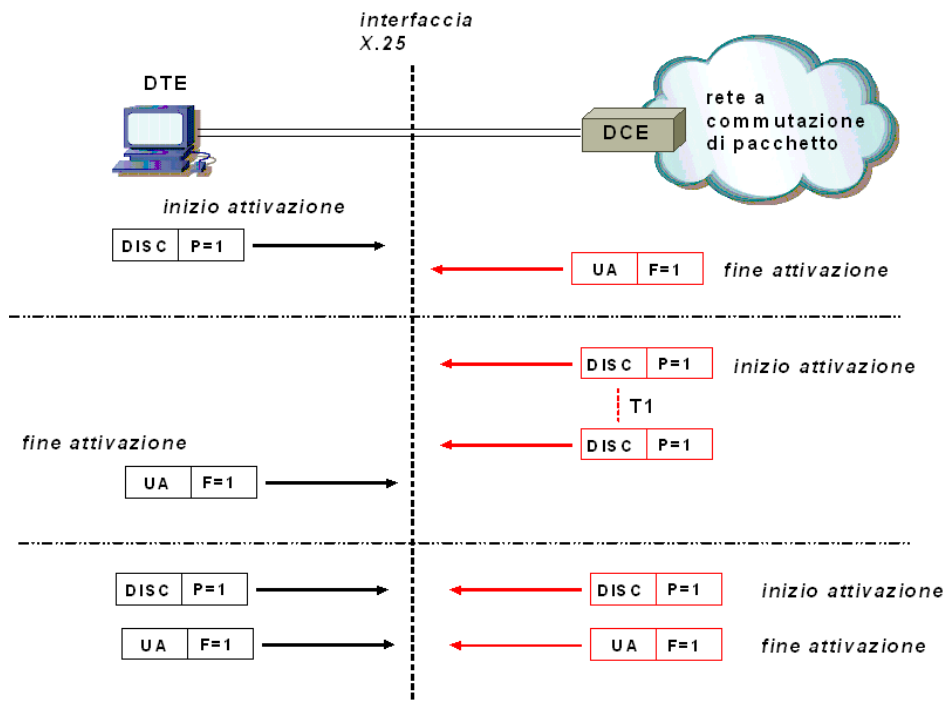 interfaccia
X.25
DTE
DCE
rete a
commutazione
di pacchetto
inizio attivazione
DISC P=1
UA F=1 fine attivazione
DISC P=1 inizio attivazione
T1
DISC P=1
fine attivazione
UA F=1
DISC P=1 DISC P=1 inizio attivazione
UA F=1 UA F=1 fine attivazione